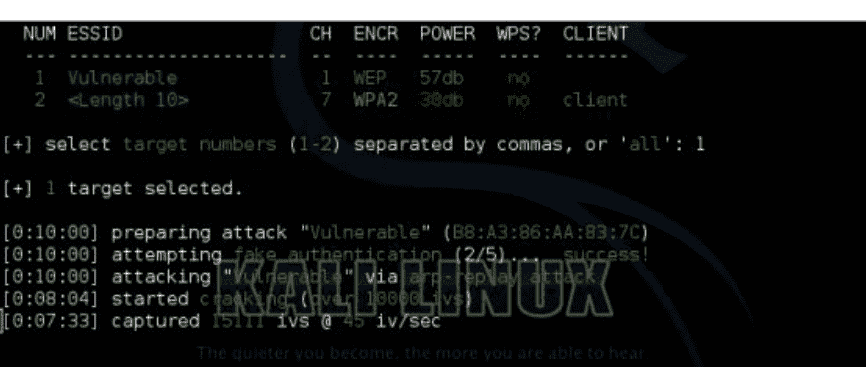 NUM ESSID CH ENCR POWER WPS? CLIENT
--- -------------------- -- ---- ----- ---- ------
1 Vulnerable 1 WEP 57db no
2 <Length 10> 7 WPA2 30db no client
[+] select target numbers (1-2) separated by commas, or 'all': 1
[+] 1 target selected.
[0:10:00] preparing attack "Vulnerable" (B8:A3:86:AA:83:7C)
[0:10:00] attempting fake authentication (2/5)... success!
[0:10:00] attacking "Vulnerable" via arp-replay attack
[0:08:04] started cracking (over 10000 ivs)
[0:07:33] captured 15111 ivs @ 45 iv/sec
KALI LINUX
The quieter you become, the more you are able to hear